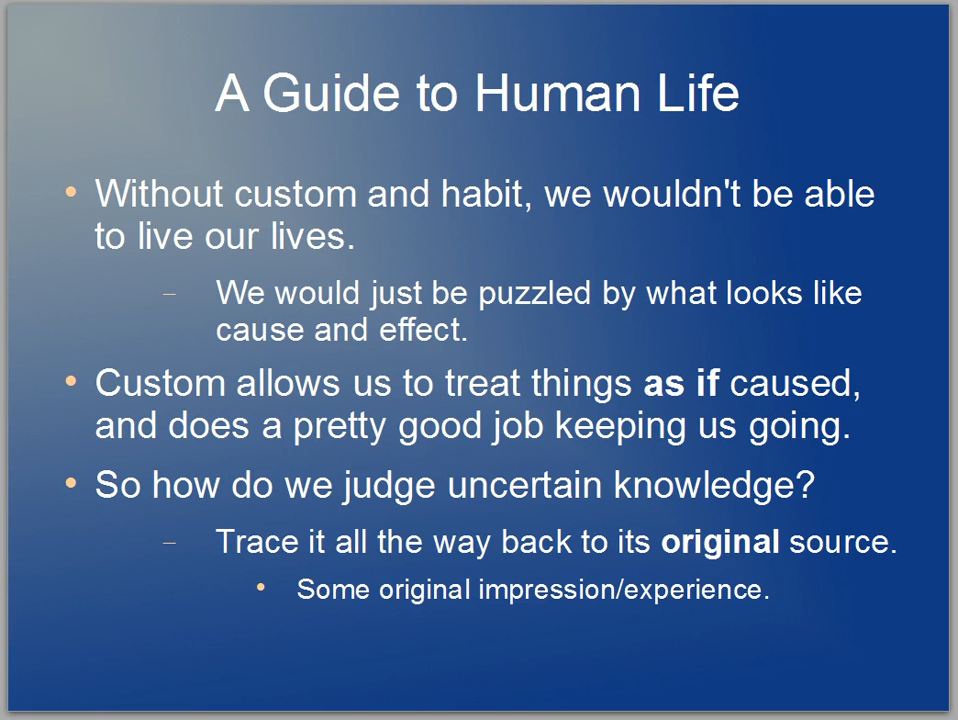 A Guide to Human Life
• Without custom and habit, we wouldn't be able
to live our lives.
– We would just be puzzled by what looks like
cause and effect.
• Custom allows us to treat things as if caused,
and does a pretty good job keeping us going.
• So how do we judge uncertain knowledge?
– Trace it all the way back to its original source.
• Some original impression/experience.